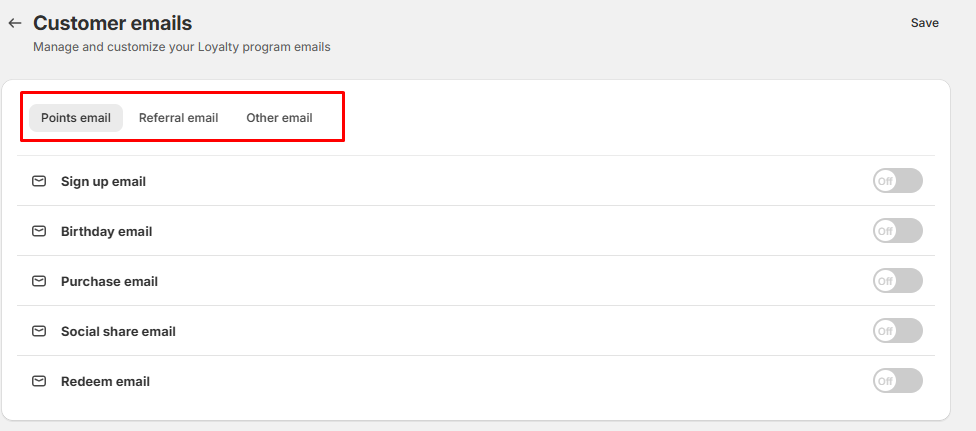 Customer emails
Save
Manage and customize your Loyalty program emails
Points email Referral email Other email
Sign up email Off
Birthday email Off
Purchase email Off
Social share email Off
Redeem email Off